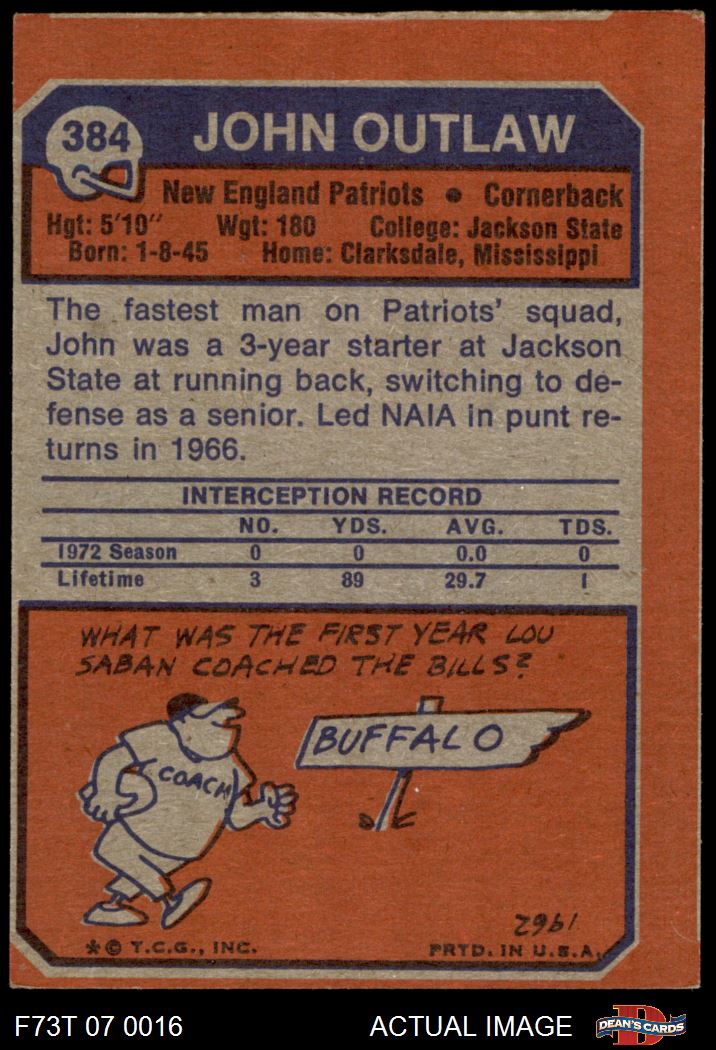 384
JOHN OUTLAW
New England Patriots • Cornerback
Hgt: 5'10" Wgt: 180 College: Jackson State
Born: 1-8-45 Home: Clarksdale, Mississippi
The fastest man on Patriots' squad,
John was a 3-year starter at Jackson
State at running back, switching to de-
fense as a senior. Led NAIA in punt re-
turns in 1966.
INTERCEPTION RECORD
NO. YDS. AVG. TDS.
1972 Season 0 0 0.0 0
Lifetime 3 89 29.7 1
WHAT WAS THE FIRST YEAR LOU
SABAN COACHED THE BILLS?
BUFFALO
COACH
1962
* © T.C.G., INC. PRTD. IN U.S.A.
F73T 07 0016 ACTUAL IMAGE
D
DEAN'S CARDS